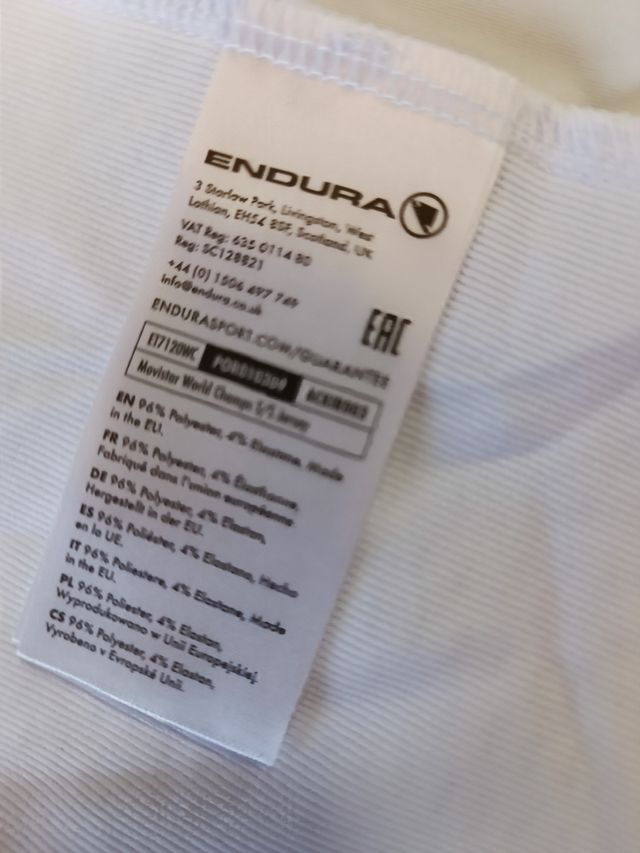 ENDURA
3 Starlaw Park, Livingston, West
Lothian, EH54 8SF, Scotland, UK
VAT Reg: 635 0114 80
Reg: SC128821
+44 (0) 1506 497 749
info@endura.co.uk
EAC
ENDURASPORT.COM/GUARANTEE
E17120WC
Movistar World Champs S/S Jersey
EN 96% Polyester, 4% Elastane, Made
in the EU.
FR 96% Polyester, 4% Élasthanne,
Fabriqué dans l'union européenne
DE 96% Polyester, 4% Elastan,
Hergestellt in der EU.
ES 96% Poliéster, 4% Elastano, Hecho
en la UE.
IT 96% Poliestere, 4% Elastane, Made
in the EU.
PL 96% Poliester, 4% Elastan,
Wyprodukowano w Unii Europejskiej.
CS 96% Polyester, 4% Elastan,
Vyrobeno v Evropské Unii.